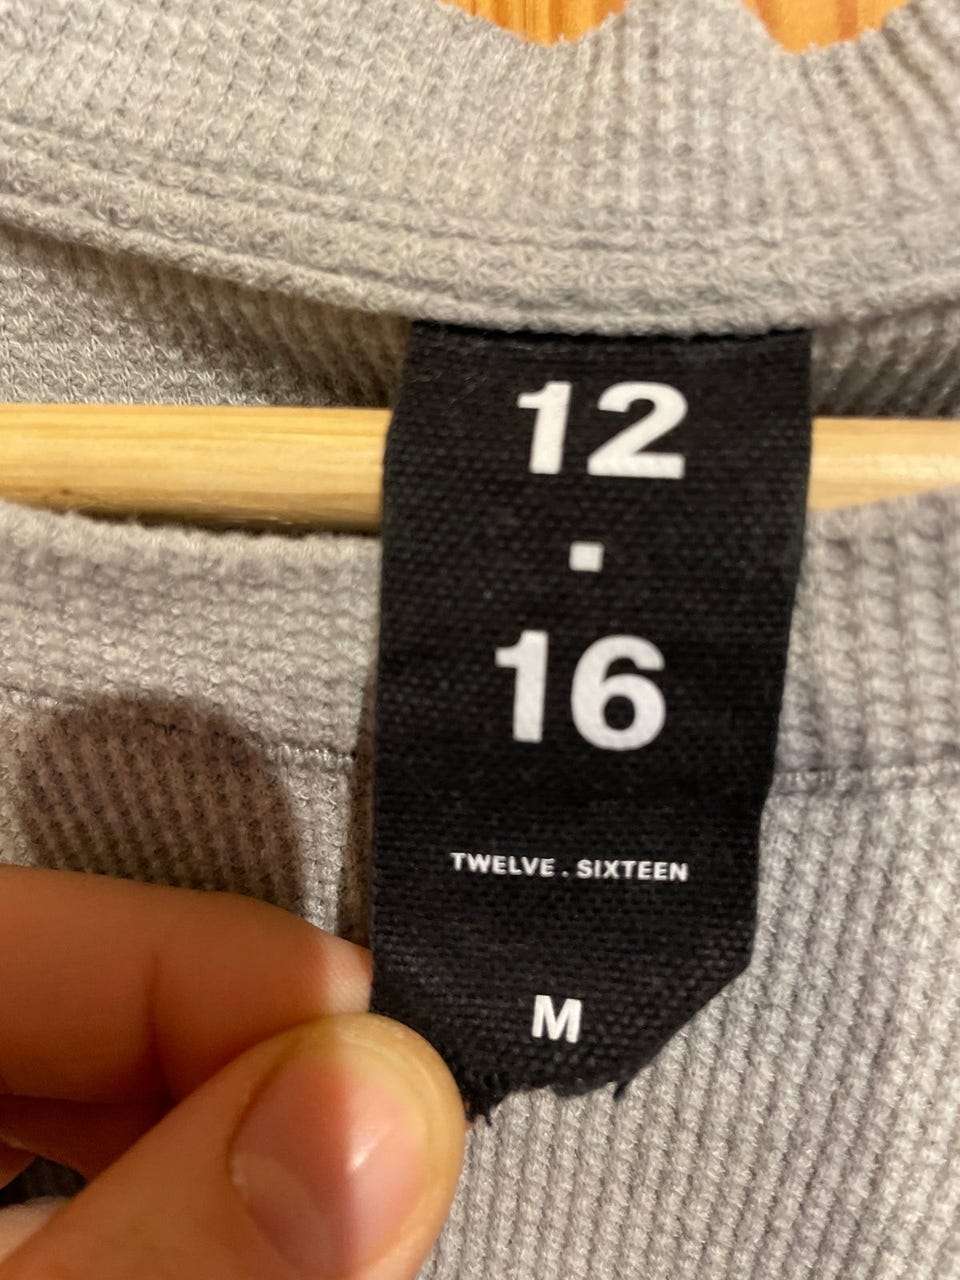 12
.
16
TWELVE . SIXTEEN
M